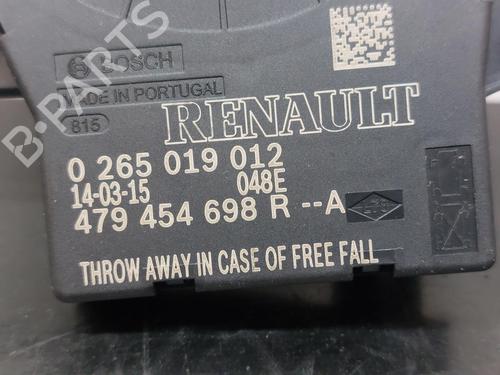 BOSCH
MADE IN PORTUGAL
815
RENAULT
0 265 019 012
14-03-15 048E
479 454 698 R --A
THROW AWAY IN CASE OF FREE FALL
B-PARTS